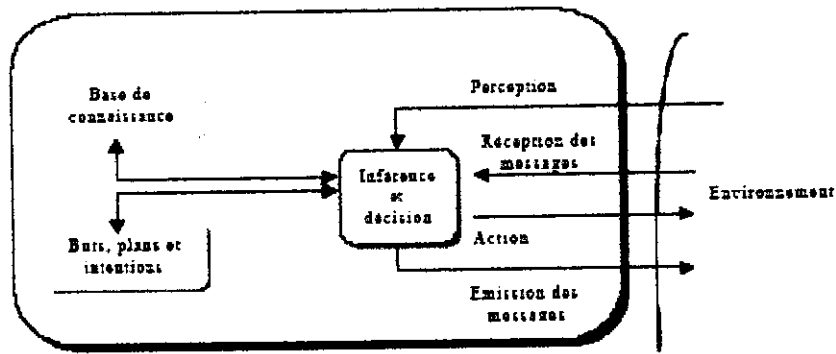 Base de
connaissance
Perception
Réception des
messages
Inférence
et
décision
Environnement
Buts, plans et
intentions
Action
Emission des
messages